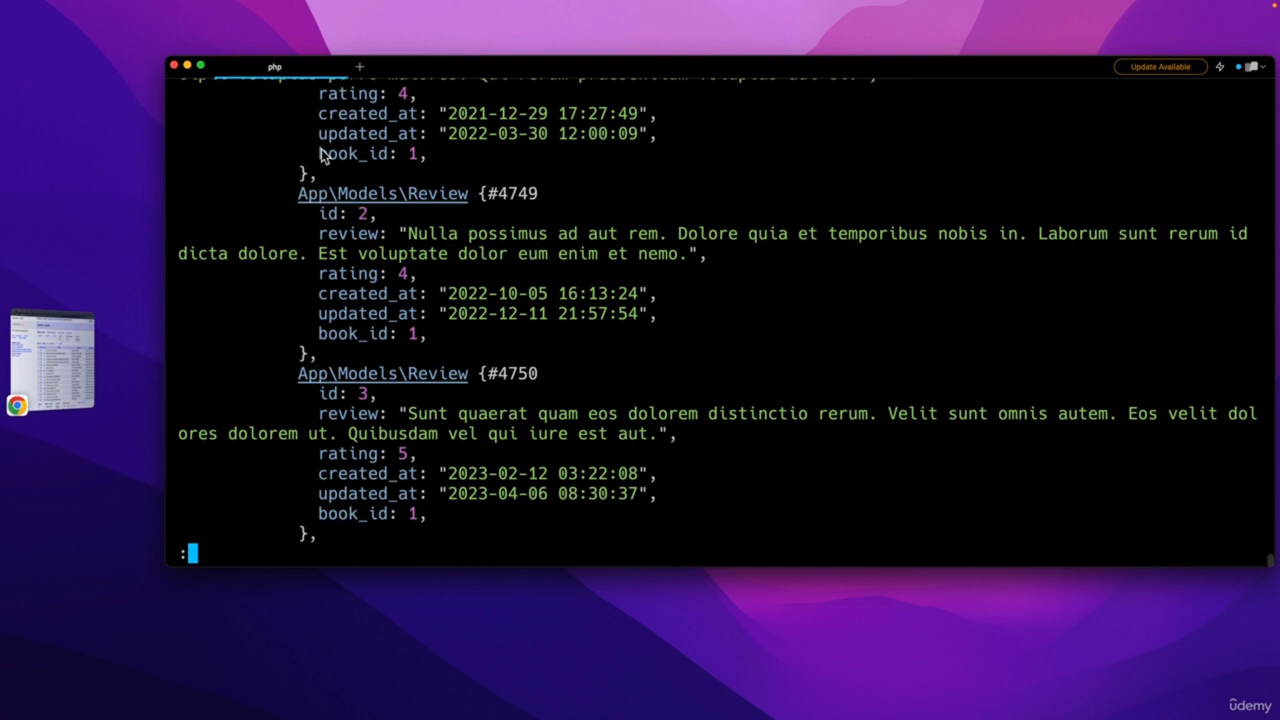 php
Update Available
rating: 4,
created_at: "2021-12-29 17:27:49",
updated_at: "2022-03-30 12:00:09",
book_id: 1,
},
App\Models\Review {#4749
id: 2,
review: "Nulla possimus ad aut rem. Dolore quia et temporibus nobis in. Laborum sunt rerum id
dicta dolore. Est voluptate dolor eum enim et nemo.",
rating: 4,
created_at: "2022-10-05 16:13:24",
updated_at: "2022-12-11 21:57:54",
book_id: 1,
},
App\Models\Review {#4750
id: 3,
review: "Sunt quaerat quam eos dolorem distinctio rerum. Velit sunt omnis autem. Eos velit dol
ores dolorem ut. Quibusdam vel qui iure est aut.",
rating: 5,
created_at: "2023-02-12 03:22:08",
updated_at: "2023-04-06 08:30:37",
book_id: 1,
},
:
ûdemy